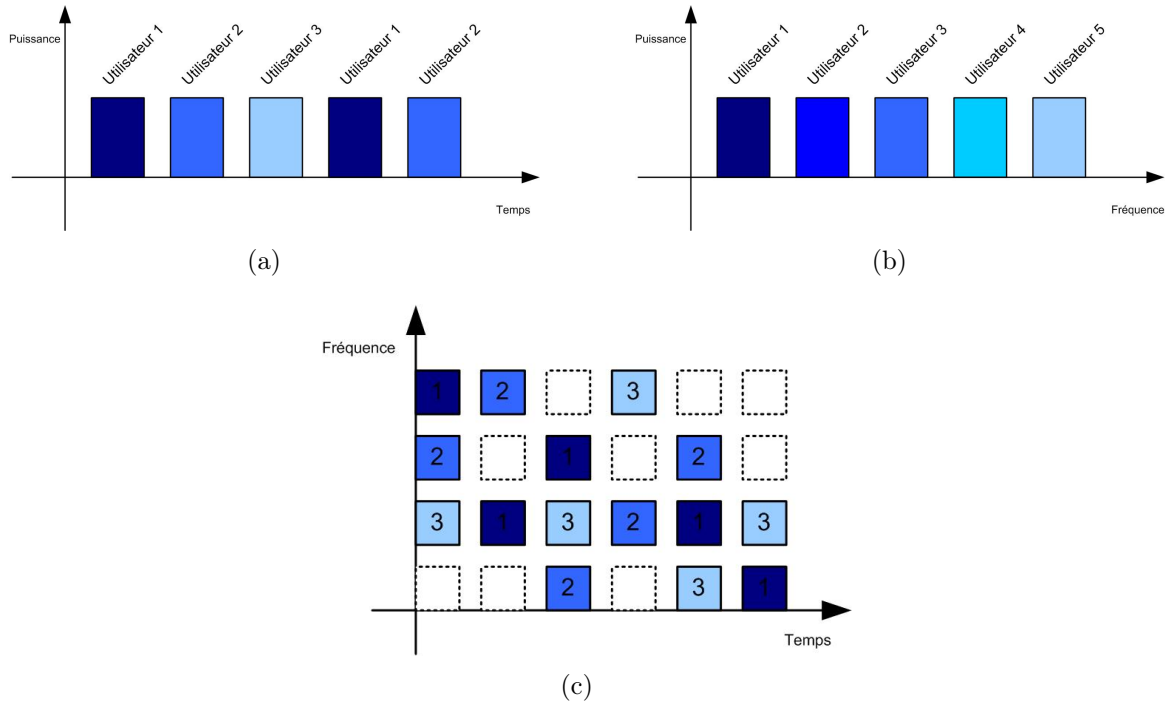 Puissance
Utilisateur 1
Utilisateur 2
Utilisateur 3
Utilisateur 1
Utilisateur 2
Temps
(a)
Puissance
Utilisateur 1
Utilisateur 2
Utilisateur 3
Utilisateur 4
Utilisateur 5
Fréquence
(b)
Fréquence
1 2 3
2 1 2
3 1 3 2 1 3
2 3 1
Temps
(c)